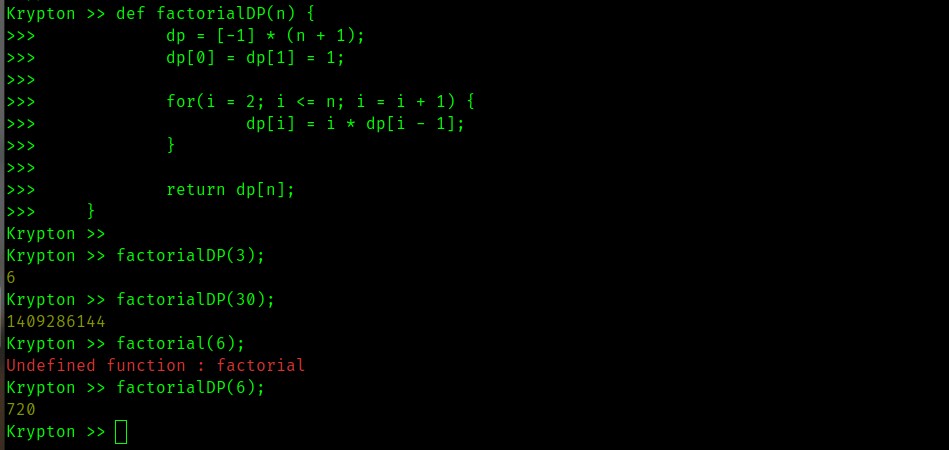 Krypton >> def factorialDP(n) {
>>>             dp = [-1] * (n + 1);
>>>             dp[0] = dp[1] = 1;
>>>
>>>             for(i = 2; i <= n; i = i + 1) {
>>>                     dp[i] = i * dp[i - 1];
>>>             }
>>>
>>>             return dp[n];
>>>     }
Krypton >>
Krypton >> factorialDP(3);
6
Krypton >> factorialDP(30);
1409286144
Krypton >> factorial(6);
Undefined function : factorial
Krypton >> factorialDP(6);
720
Krypton >>